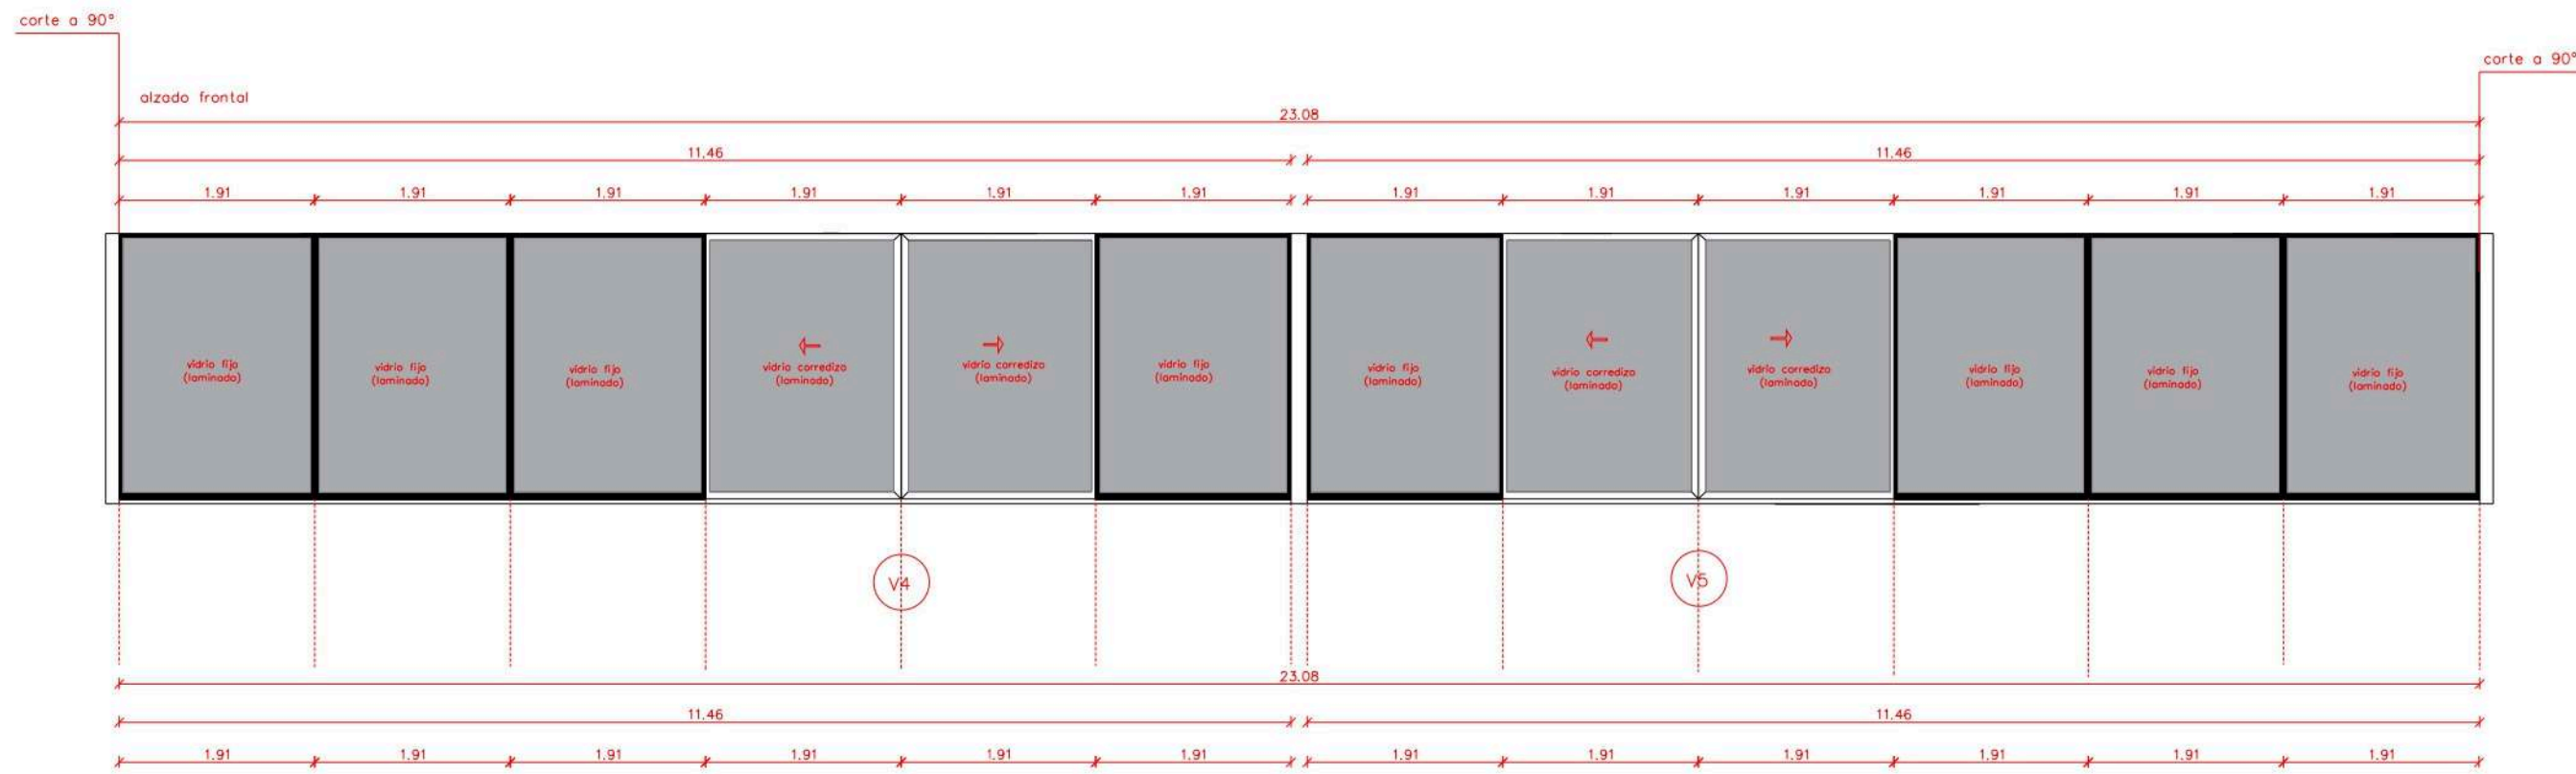 corte a 90°
corte a 90°
alzado frontal
23.08
11.46
11.46
1.91
1.91
1.91
1.91
1.91
1.91
1.91
1.91
1.91
1.91
1.91
1.91
vidrio fijo
(laminado)
vidrio fijo
(laminado)
vidrio fijo
(laminado)
vidrio corredizo
(laminado)
vidrio corredizo
(laminado)
vidrio fijo
(laminado)
vidrio fijo
(laminado)
vidrio corredizo
(laminado)
vidrio corredizo
(laminado)
vidrio fijo
(laminado)
vidrio fijo
(laminado)
vidrio fijo
(laminado)
V4
V5
23.08
11.46
11.46
1.91
1.91
1.91
1.91
1.91
1.91
1.91
1.91
1.91
1.91
1.91
1.91